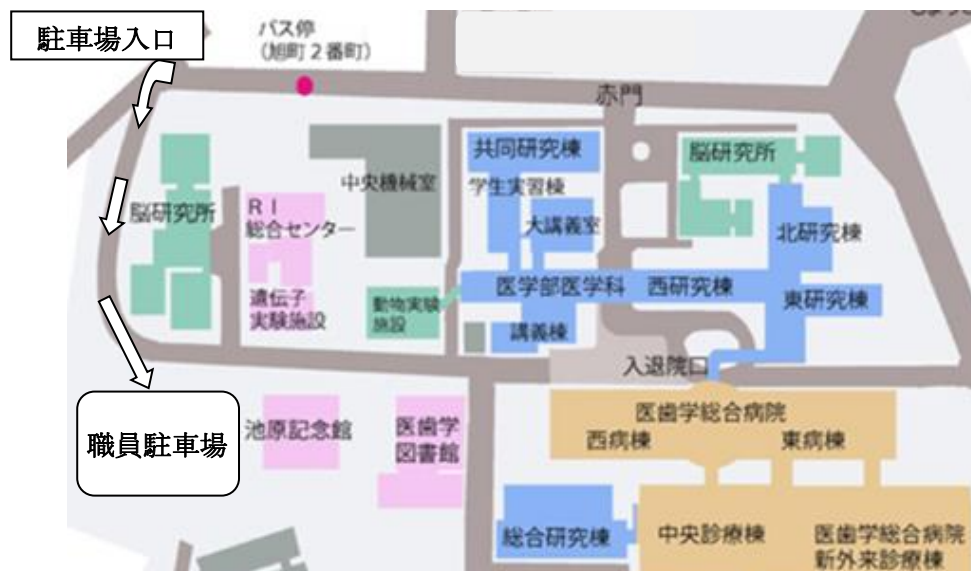 駐車場入口
バス停
(旭町２番町)
赤門
共同研究棟
脳研究所
中央機械室
学生実習棟
脳研究所
ＲＩ
総合センター
大講義室
北研究棟
医学部医学科
西研究棟
東研究棟
遺伝子
実験施設
動物実験
施設
講義棟
入退院口
職員駐車場
池原記念館
医歯学
図書館
医歯学総合病院
西病棟
東病棟
総合研究棟
中央診療棟
医歯学総合病院
新外来診療棟